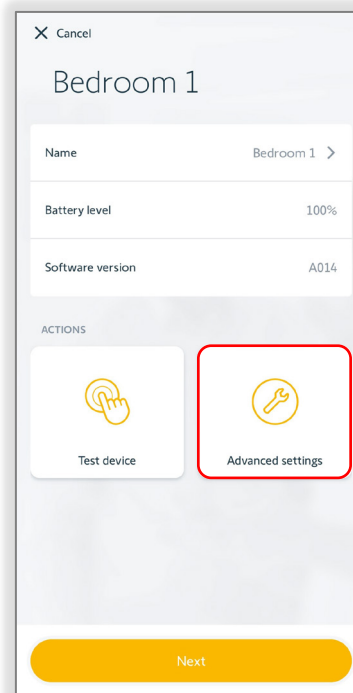 Cancel
Bedroom 1
Name Bedroom 1
Battery level 100%
Software version A014
ACTIONS
Test device Advanced settings
Next